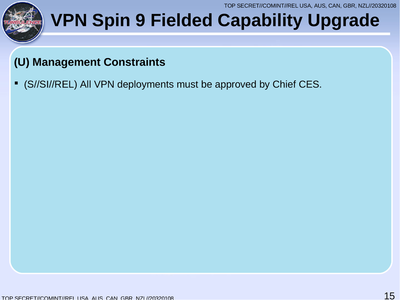 TOP SECRET//COMINT//REL USA, AUS, CAN, GBR, NZL//20320108
VPN Spin 9 Fielded Capability Upgrade
(U) Management Constraints
▪ (S//SI//REL) All VPN deployments must be approved by Chief CES.
TOP SECRET//COMINT//REL USA, AUS, CAN, GBR, NZL//20320108
15